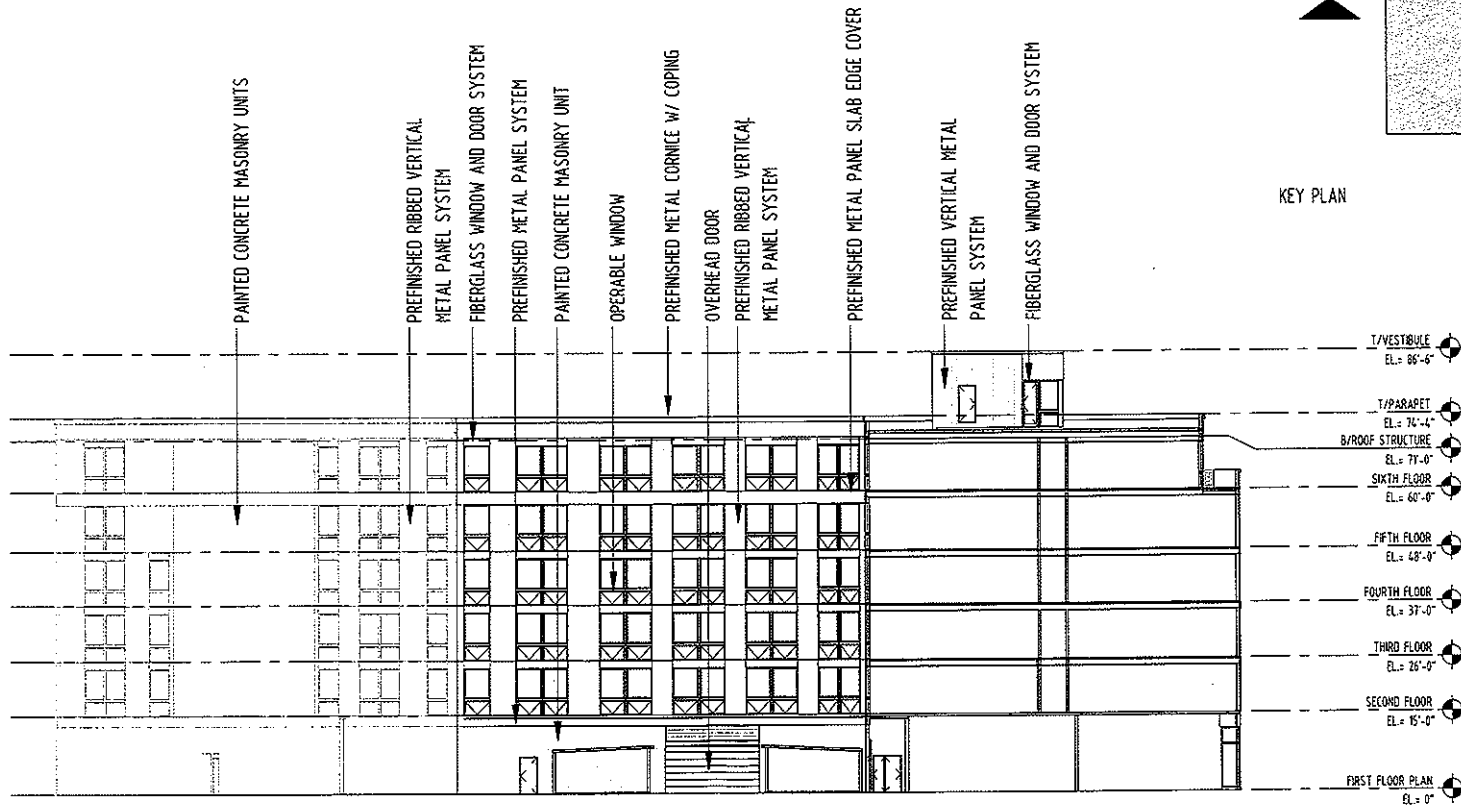 PAINTED CONCRETE MASONRY UNITS
PREFINISHED RIBBED VERTICAL
METAL PANEL SYSTEM
FIBERGLASS WINDOW AND DOOR SYSTEM
PREFINISHED METAL PANEL SYSTEM
PAINTED CONCRETE MASONRY UNIT
OPERABLE WINDOW
PREFINISHED METAL CORNICE W/ COPING
OVERHEAD DOOR
PREFINISHED RIBBED VERTICAL
METAL PANEL SYSTEM
PREFINISHED METAL PANEL SLAB EDGE COVER
PREFINISHED VERTICAL METAL
PANEL SYSTEM
FIBERGLASS WINDOW AND DOOR SYSTEM
KEY PLAN
T/VESTIBULE
EL.= 86'-6"
T/PARAPET
EL.= 74'-4"
B/ROOF STRUCTURE
EL.= 71'-0"
SIXTH FLOOR
EL.= 60'-0"
FIFTH FLOOR
EL.= 48'-0"
FOURTH FLOOR
EL.= 37'-0"
THIRD FLOOR
EL.= 26'-0"
SECOND FLOOR
EL.= 15'-0"
FIRST FLOOR PLAN
EL.= 0"